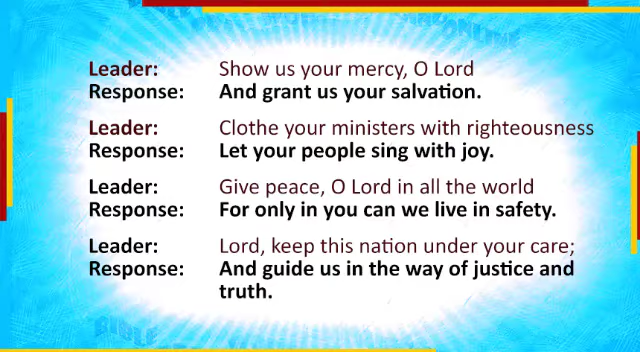 ONLINE
Leader: Show us your mercy, O Lord
Response: And grant us your salvation.
Leader: Clothe your ministers with righteousness
Response: Let your people sing with joy.
Leader: Give peace, O Lord in all the world
Response: For only in you can we live in safety.
Leader: Lord, keep this nation under your care;
Response: And guide us in the way of justice and
truth.
BIBLE